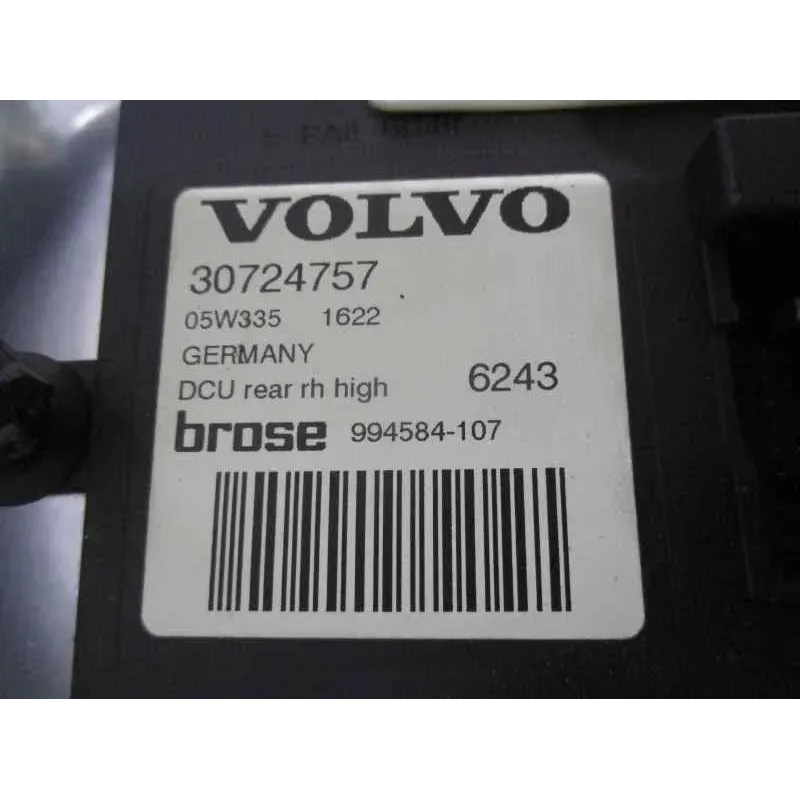 VOLVO
30724757
05W335 1622
GERMANY
DCU rear rh high 6243
brose 994584-107